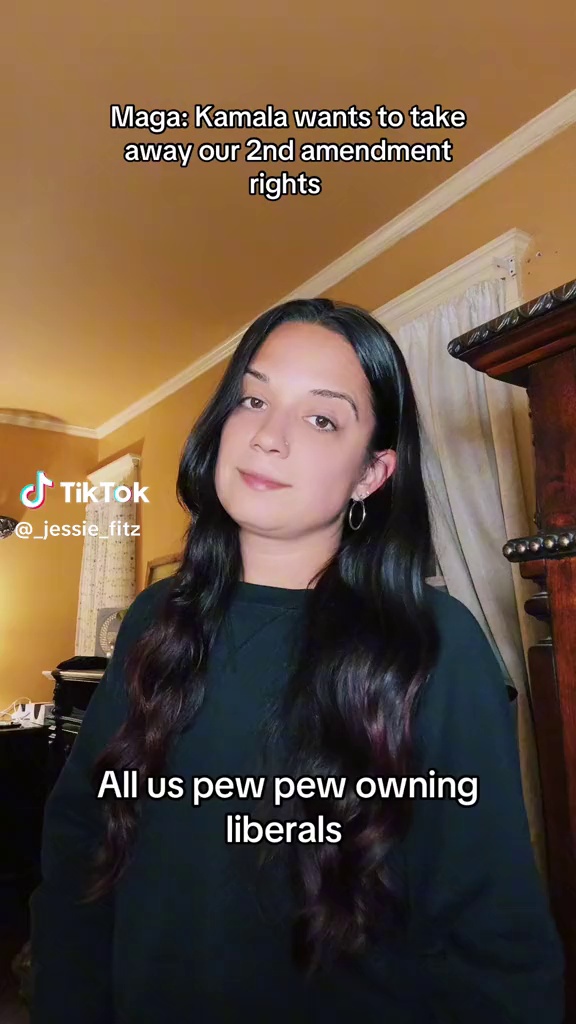 Maga: Kamala wants to take
away our 2nd amendment
rights
TikTok
@_jessie_fitz
All us pew pew owning
liberals